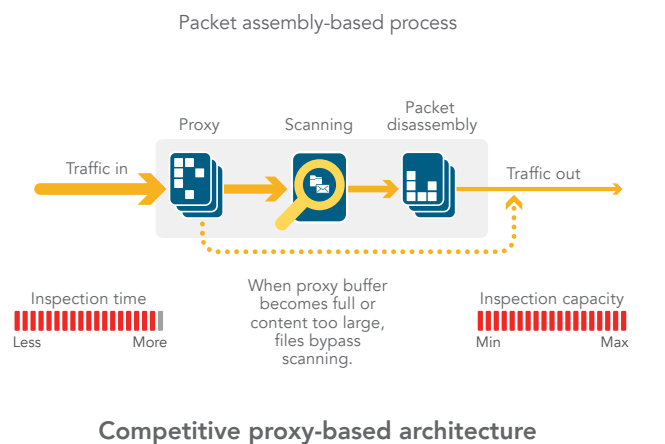 Packet assembly-based process
Proxy
Scanning
Packet
disassembly
Traffic in
Traffic out
When proxy buffer
becomes full or
content too large,
files bypass
scanning.
Inspection time
Less
More
Inspection capacity
Min
Max
Competitive proxy-based architecture